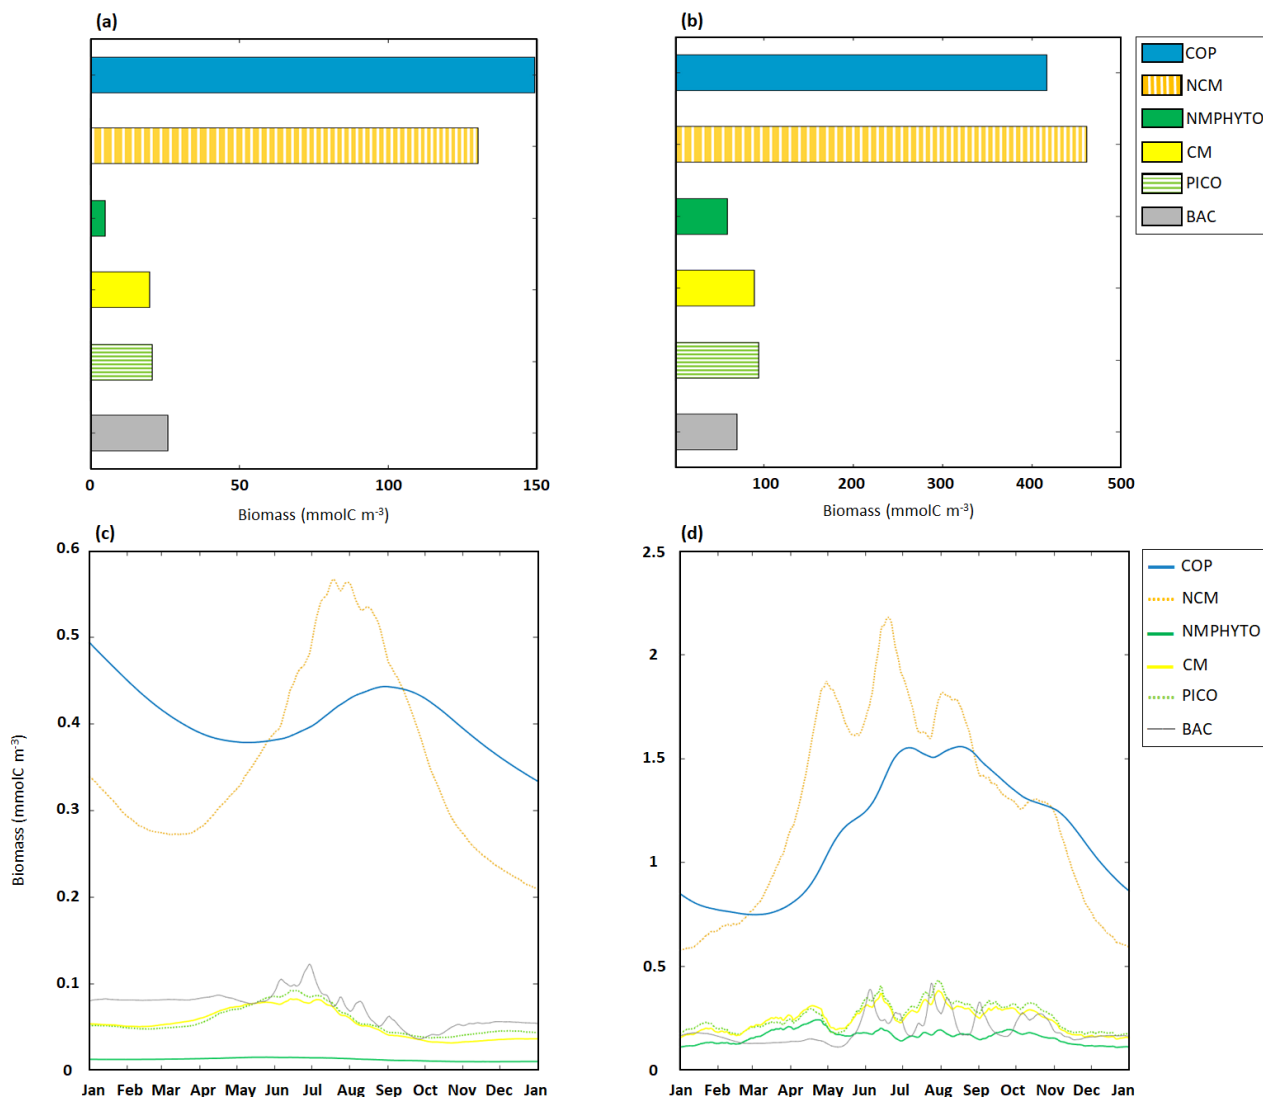 (a)
0 50 100 150
Biomass (mmolC m-3)
(b)
100 200 300 400 500
Biomass (mmolC m-3)
COP
NCM
NMPHYTO
CM
PICO
BAC
(c)
0.6
0.5
0.4
0.3
0.2
0.1
0
Biomass (mmolC m-3)
Jan Feb Mar Apr May Jun Jul Aug Sep Oct Nov Dec Jan
(d)
2.5
2
1.5
1
0.5
0
Jan Feb Mar Apr May Jun Jul Aug Sep Oct Nov Dec Jan
COP
NCM
NMPHYTO
CM
PICO
BAC